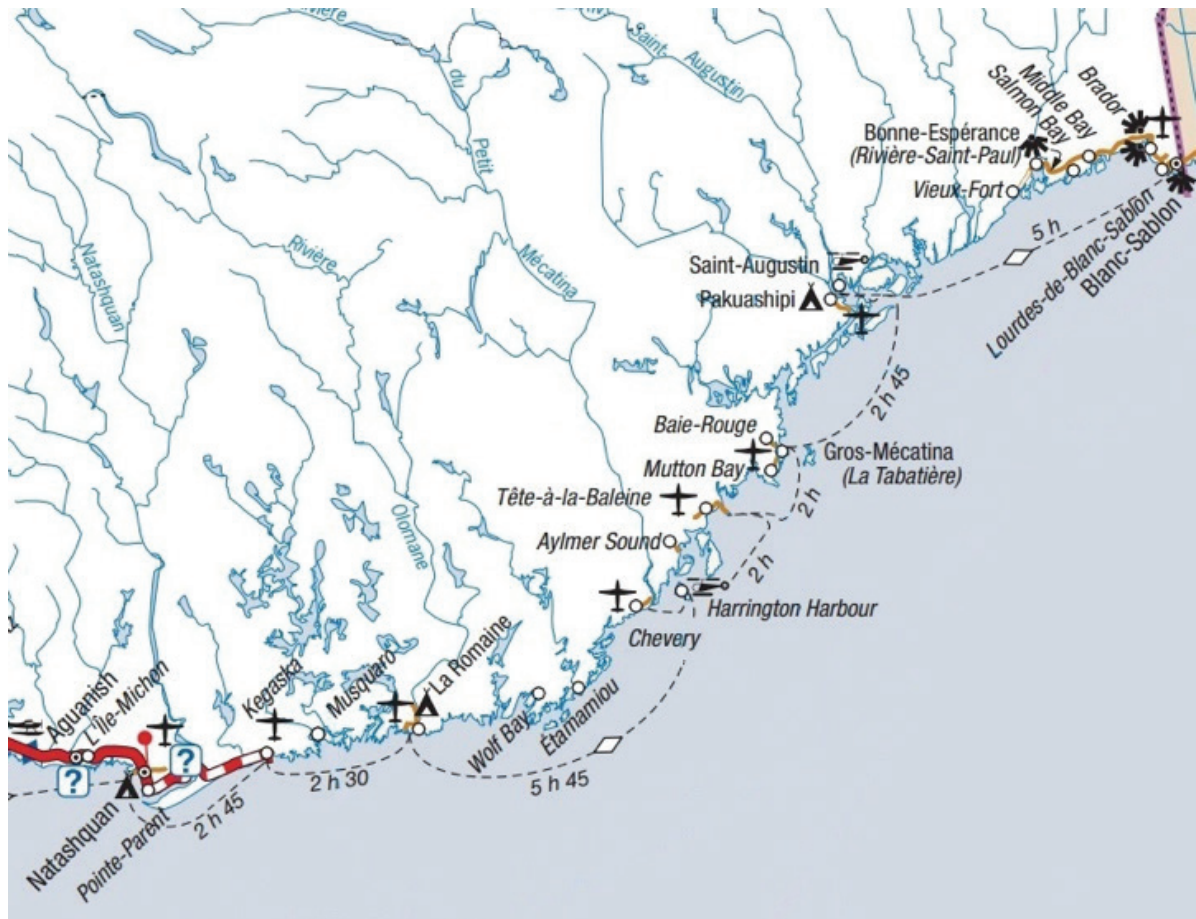 Rivière
du
Petit
Mécatina
Saint
Augustin
Natashquan
Rivière
Olomane
Middle Bay
Salmon Bay
Brador
Bonne-Espérance
(Rivière-Saint-Paul)
Vieux-Fort
5 h
Lourdes-de-Blanc-Sablon
Blanc-Sablon
Saint-Augustin
Pakuashipi
2 h 45
Baie-Rouge
Mutton Bay
Gros-Mécatina
(La Tabatière)
Tête-à-la-Baleine
2 h
Aylmer Sound
2 h
Harrington Harbour
Chevery
Aguanish
L'Île-Michon
Kegaska
Musquaro
La Romaine
Wolf Bay
Étamamiou
?
?
2 h 30
5 h 45
2 h 45
Natashquan
Pointe-Parent